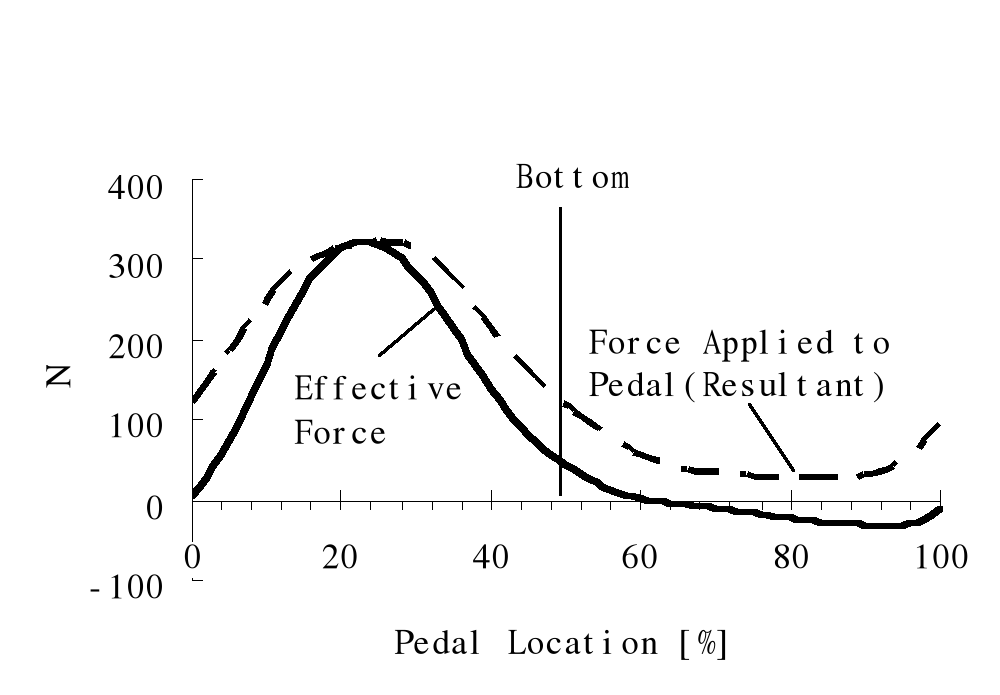 Bottom
400
300
200
100
0
-100
N
Effective
Force
Force Applied to
Pedal(Resultant)
0 20 40 60 80 100
Pedal Location [%]